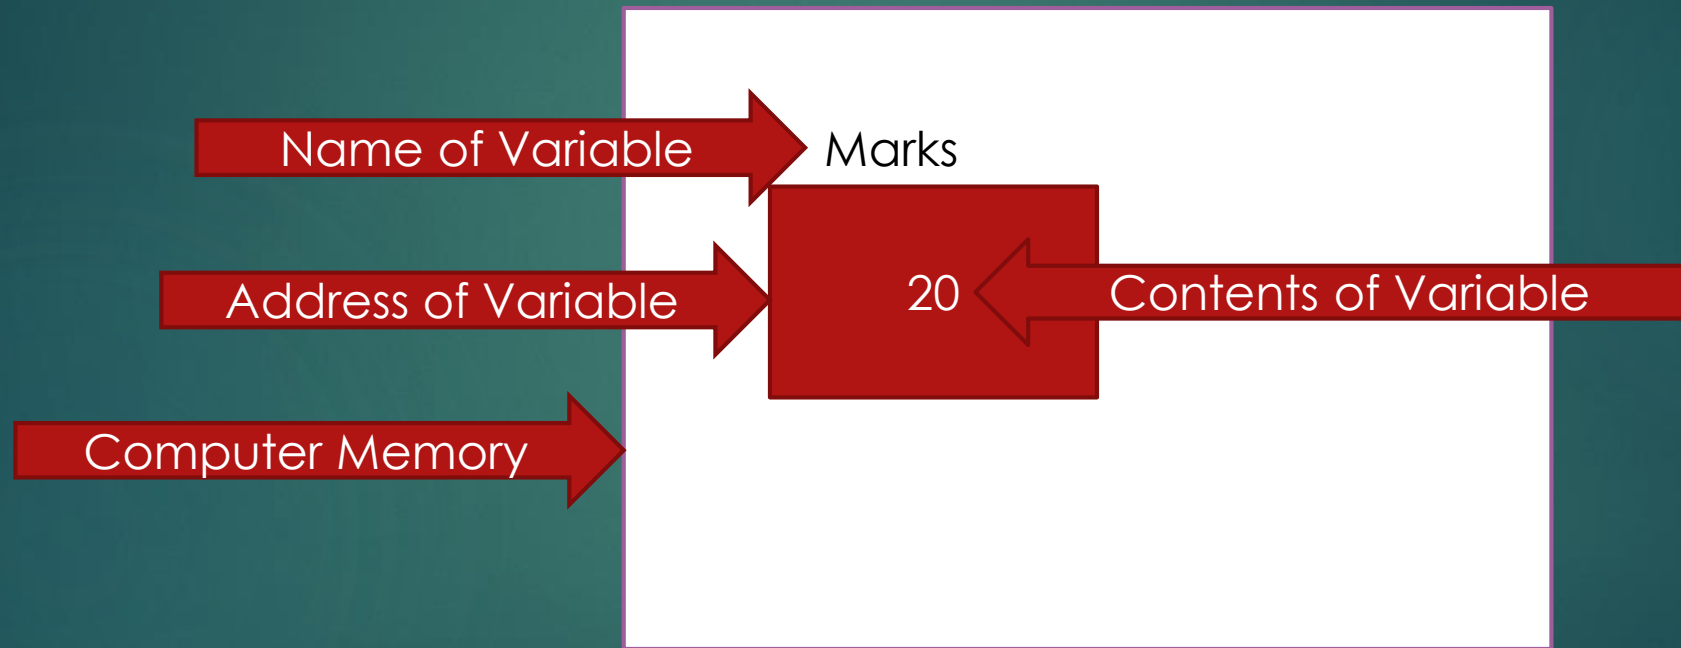 Name of Variable
Marks
Address of Variable
20
Contents of Variable
Computer Memory